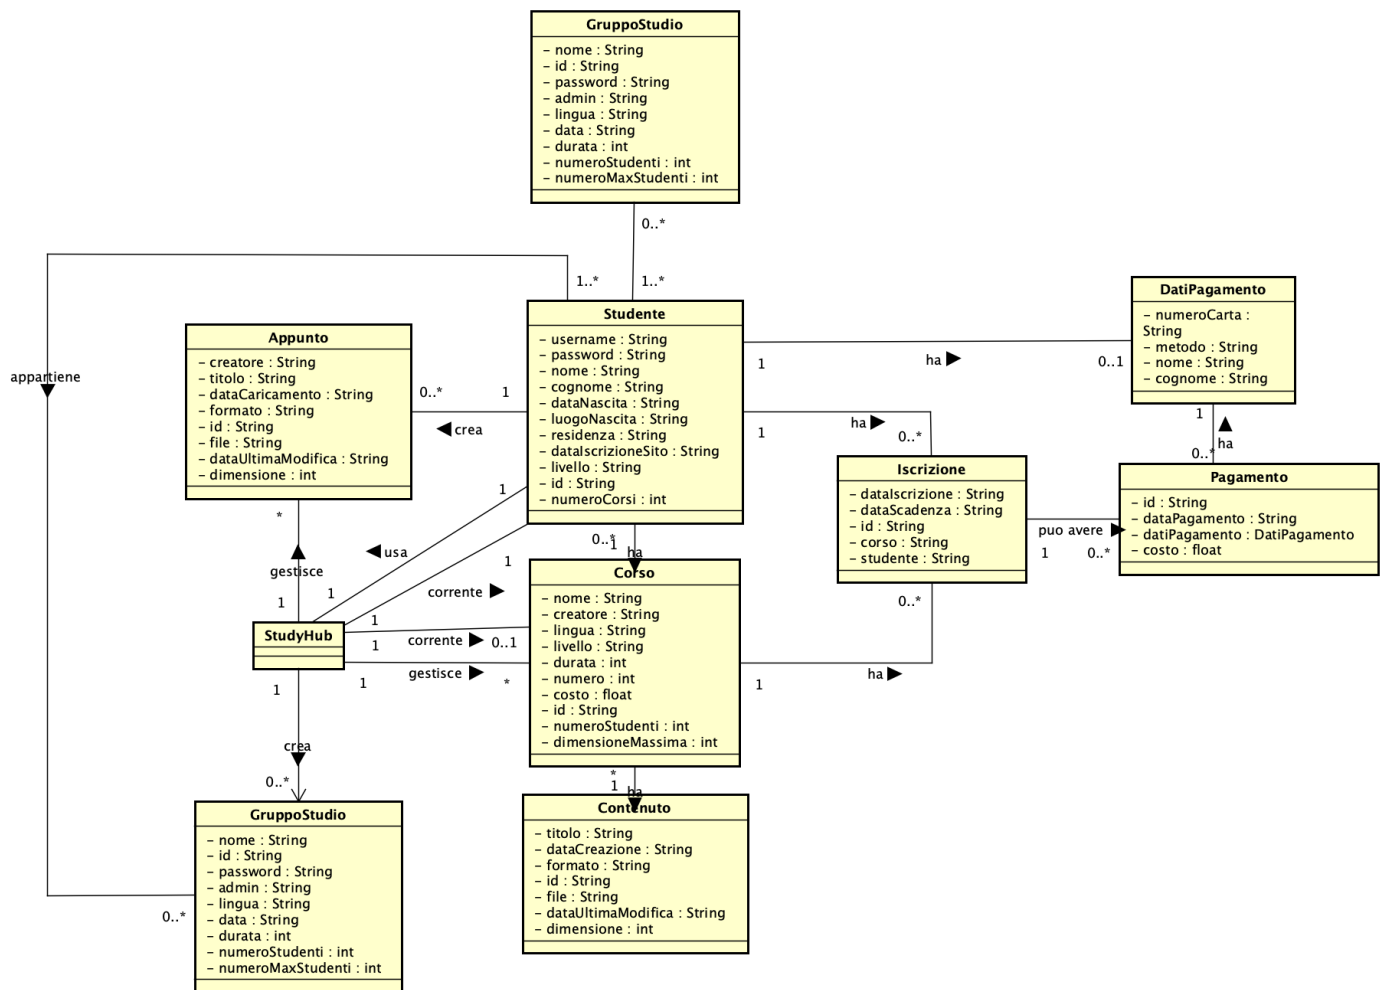 GruppoStudio
– nome : String
– id : String
– password : String
– admin : String
– lingua : String
– data : String
– durata : int
– numeroStudenti : int
– numeroMaxStudenti : int
0..*
1..*
1..*
Studente
– username : String
– password : String
– nome : String
– cognome : String
– dataNascita : String
– luogoNascita : String
– residenza : String
– dataIscrizioneSito : String
– livello : String
– id : String
– numeroCorsi : int
DatiPagamento
– numeroCarta :
String
– metodo : String
– nome : String
– cognome : String
1
ha
0..1
Appunto
– creatore : String
– titolo : String
– dataCaricamento : String
– formato : String
– id : String
– file : String
– dataUltimaModifica : String
– dimensione : int
appartiene
0..*
1
crea
1
ha
0..*
1
ha
0..*
Iscrizione
– dataIscrizione : String
– dataScadenza : String
– id : String
– corso : String
– studente : String
Pagamento
– id : String
– dataPagamento : String
– datiPagamento : DatiPagamento
– costo : float
puo avere
1
0..*
*
gestisce
1
1
usa
1
1
corrente
1
0..*
1
ha
Corso
– nome : String
– creatore : String
– lingua : String
– livello : String
– durata : int
– numero : int
– costo : float
– id : String
– numeroStudenti : int
– dimensioneMassima : int
0..*
StudyHub
1
corrente
0..1
1
gestisce
*
1
ha
1
crea
0..*
*
1
ha
Contenuto
– titolo : String
– dataCreazione : String
– formato : String
– id : String
– file : String
– dataUltimaModifica : String
– dimensione : int
GruppoStudio
– nome : String
– id : String
– password : String
– admin : String
– lingua : String
– data : String
– durata : int
– numeroStudenti : int
– numeroMaxStudenti : int
0..*